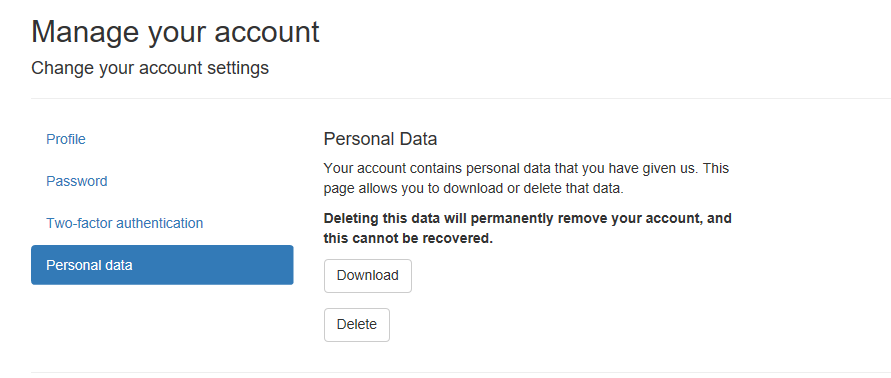 Manage your account
Change your account settings
Profile
Password
Two-factor authentication
Personal data
Personal Data
Your account contains personal data that you have given us. This
page allows you to download or delete that data.
Deleting this data will permanently remove your account, and
this cannot be recovered.
Download
Delete